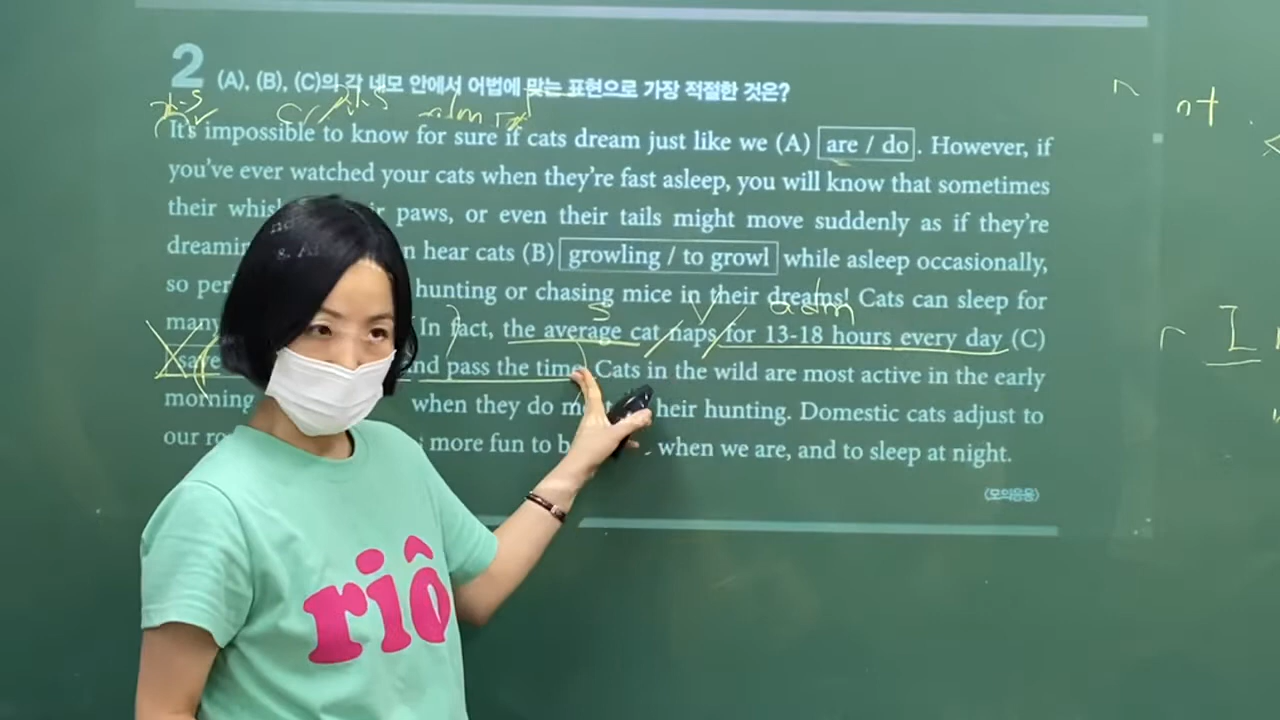 2 (A), (B), (C)의 각 네모 안에서 어법에 맞는 표현으로 가장 적절한 것은?
It's impossible to know for sure if cats dream just like we (A) are / do . However, if
you've ever watched your cats when they're fast asleep, you will know that sometimes
their paws, or even their tails might move suddenly as if they're
hear cats (B) growling / to growl while asleep occasionally,
so hunting or chasing mice in their dreams! Cats can sleep for
many In fact, the average cat naps for 13-18 hours every day (C)
pass the time. Cats in the wild are most active in the early
morning when they do hunting. Domestic cats adjust to
our more fun to when we are, and to sleep at night.
<모의응용>
S
adm
nt
I
riô